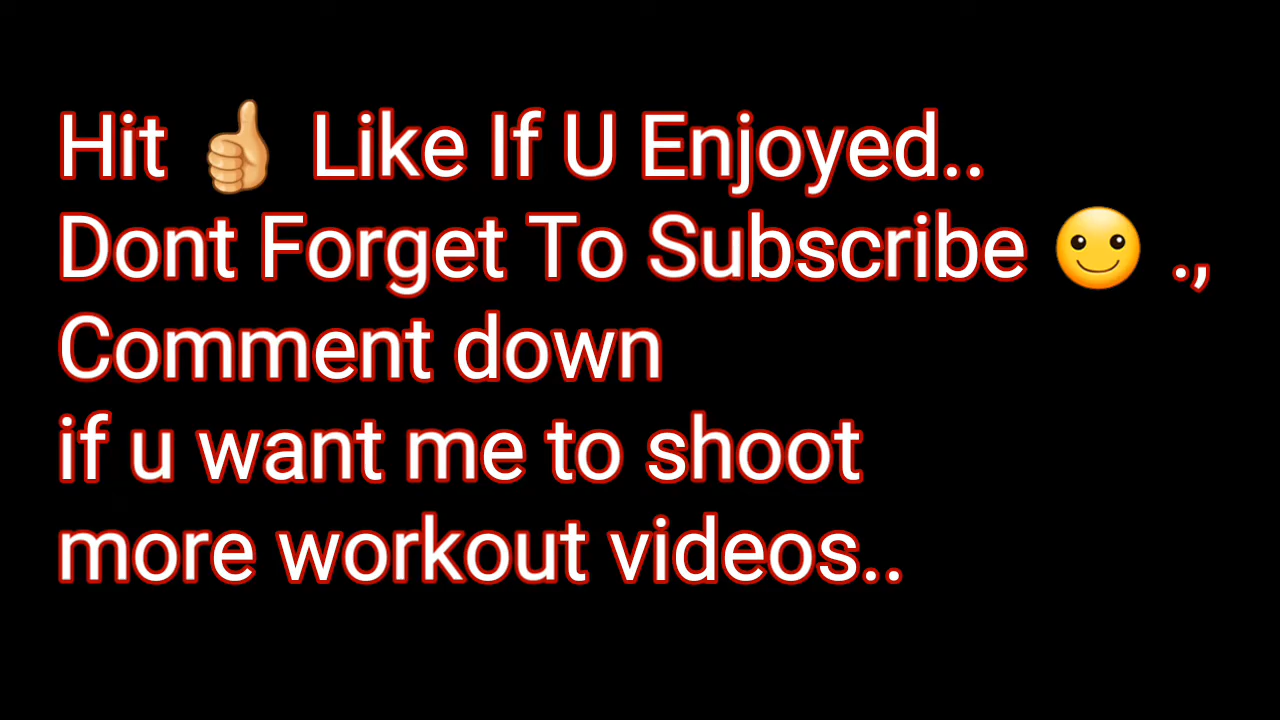 Hit 👍🏼 Like If U Enjoyed..
Dont Forget To Subscribe 🙂 .,
Comment down
if u want me to shoot
more workout videos..